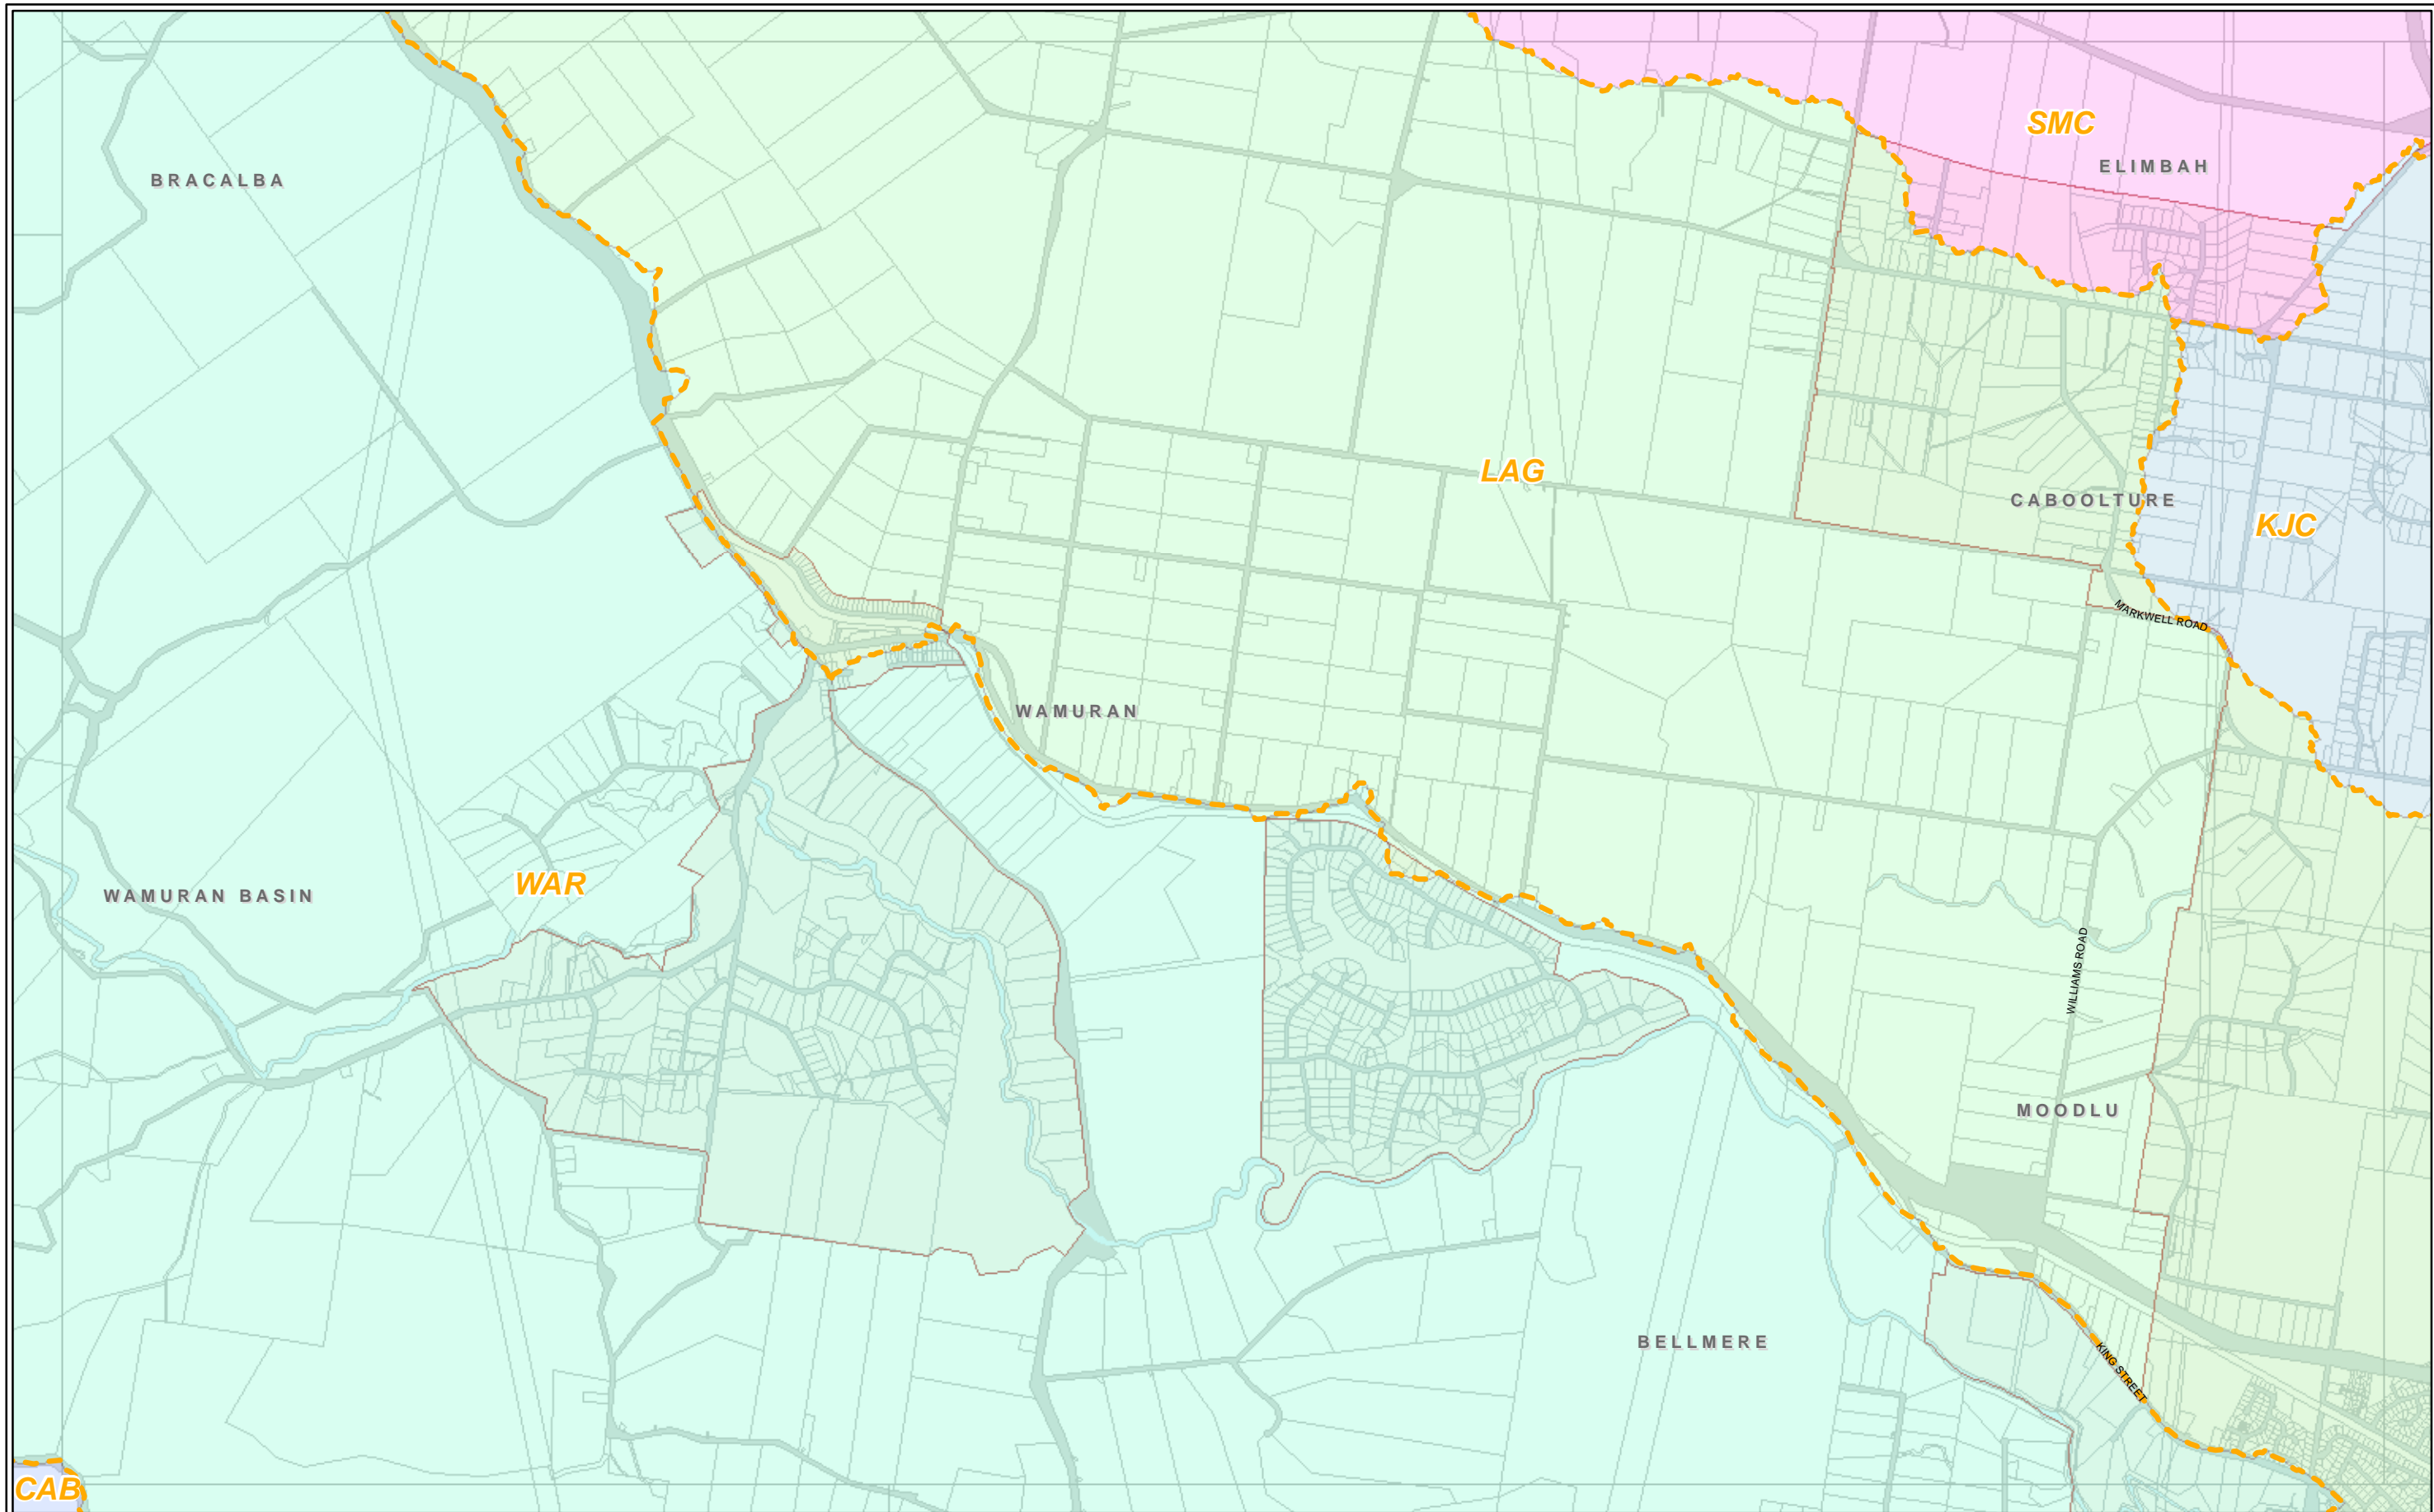 SMC
ELIMBAH
BRACALBA
LAG
CABOOLTURE
KJC
MARKWELL ROAD
WAMURAN
WAR
WAMURAN BASIN
WILLIAMS ROAD
MOODLU
BELLMERE
KING STREET
CAB